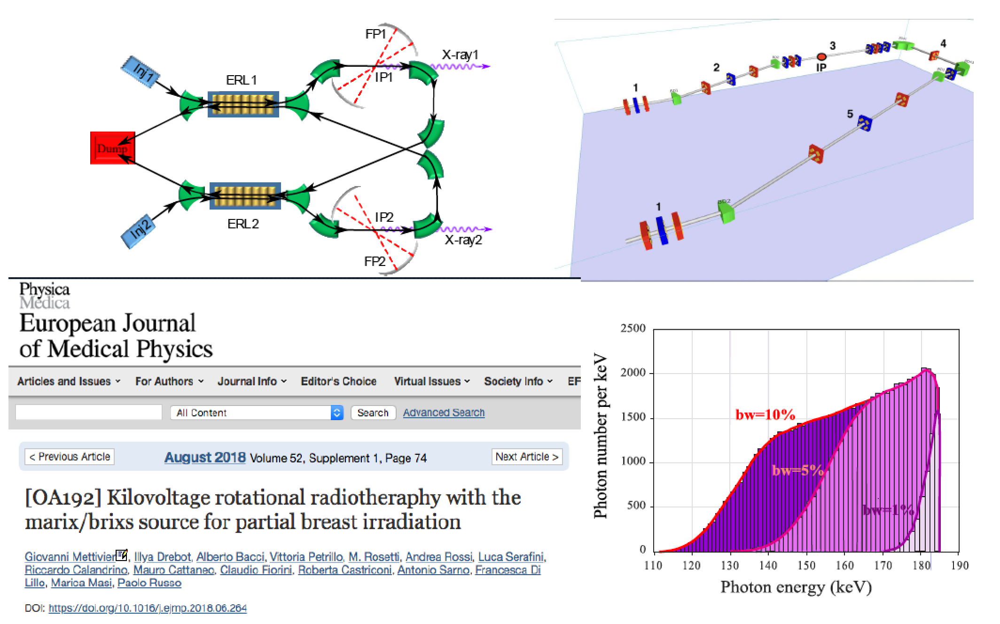 FP1
X-ray1
Inj1
IP1
ERL1
Dump
ERL2
Inj2
IP2
X-ray2
FP2
1
2
3
4
IP
5
1
BD2
Physica
Medica
European Journal
of Medical Physics
Articles and Issues For Authors Journal Info Editor's Choice Virtual Issues Society Info EF
All Content Search Advanced Search
< Previous Article August 2018 Volume 52, Supplement 1, Page 74 Next Article >
[OA192] Kilovoltage rotational radiotheraphy with the
marix/brixs source for partial breast irradiation
Giovanni Mettivier, Illya Drebot, Alberto Bacci, Vittoria Petrillo, M. Rosetti, Andrea Rossi, Luca Serafini,
Riccardo Calandrino, Mauro Cattaneo, Claudio Fiorini, Roberta Castriconi, Antonio Sarno, Francesca Di
Lillo, Marica Masi, Paolo Russo
DOI: https://doi.org/10.1016/j.ejmp.2018.06.264
2500
2000
1500
1000
500
0
Photon number per keV
bw=10%
bw=5%
bw=1%
110 120 130 140 150 160 170 180 190
Photon energy (keV)